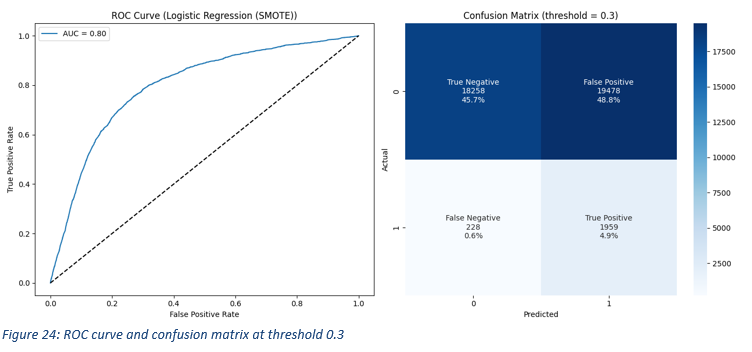 ROC Curve (Logistic Regression (SMOTE))
AUC = 0.80
True Positive Rate
1.0
0.8
0.6
0.4
0.2
0.0
0.0 0.2 0.4 0.6 0.8 1.0
False Positive Rate
Confusion Matrix (threshold = 0.3)
Actual
0
1
True Negative
18258
45.7%
False Positive
19478
48.8%
False Negative
228
0.6%
True Positive
1959
4.9%
0 1
Predicted
17500
15000
12500
10000
7500
5000
2500
Figure 24: ROC curve and confusion matrix at threshold 0.3